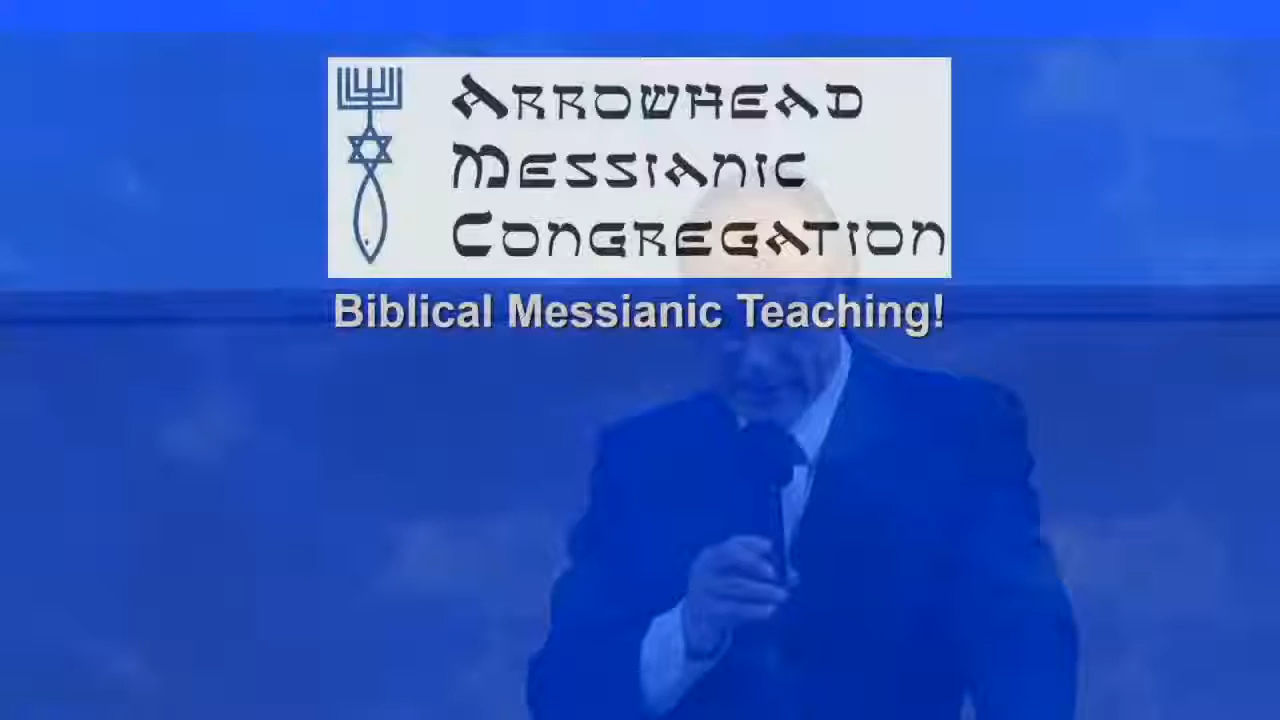 Arrowhead
Messianic
Congregation
Biblical Messianic Teaching!